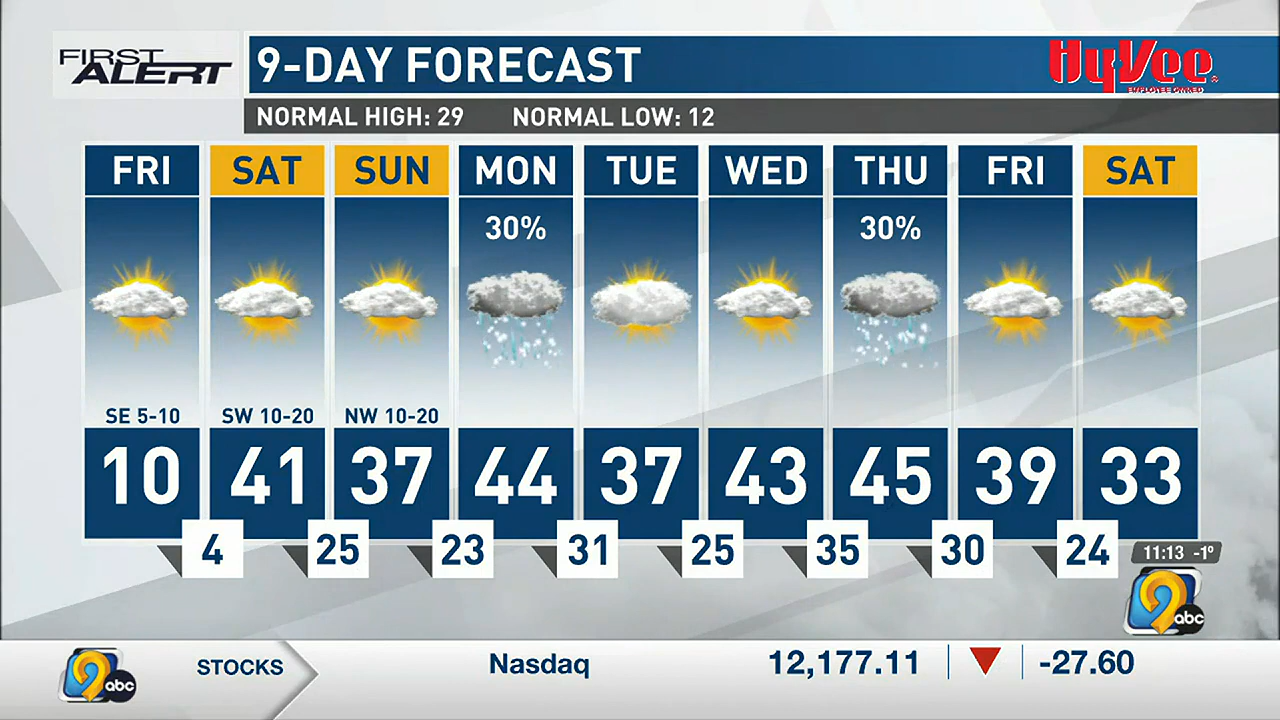 FIRST ALERT
9-DAY FORECAST
HyVee
EMPLOYEE OWNED
NORMAL HIGH: 29 NORMAL LOW: 12
FRI SAT SUN MON TUE WED THU FRI SAT
30% 30%
SE 5-10 SW 10-20 NW 10-20
10 41 37 44 37 43 45 39 33
4 25 23 31 25 35 30 24
11:13 -1°
9 abc
9 abc STOCKS Nasdaq 12,177.11 -27.60